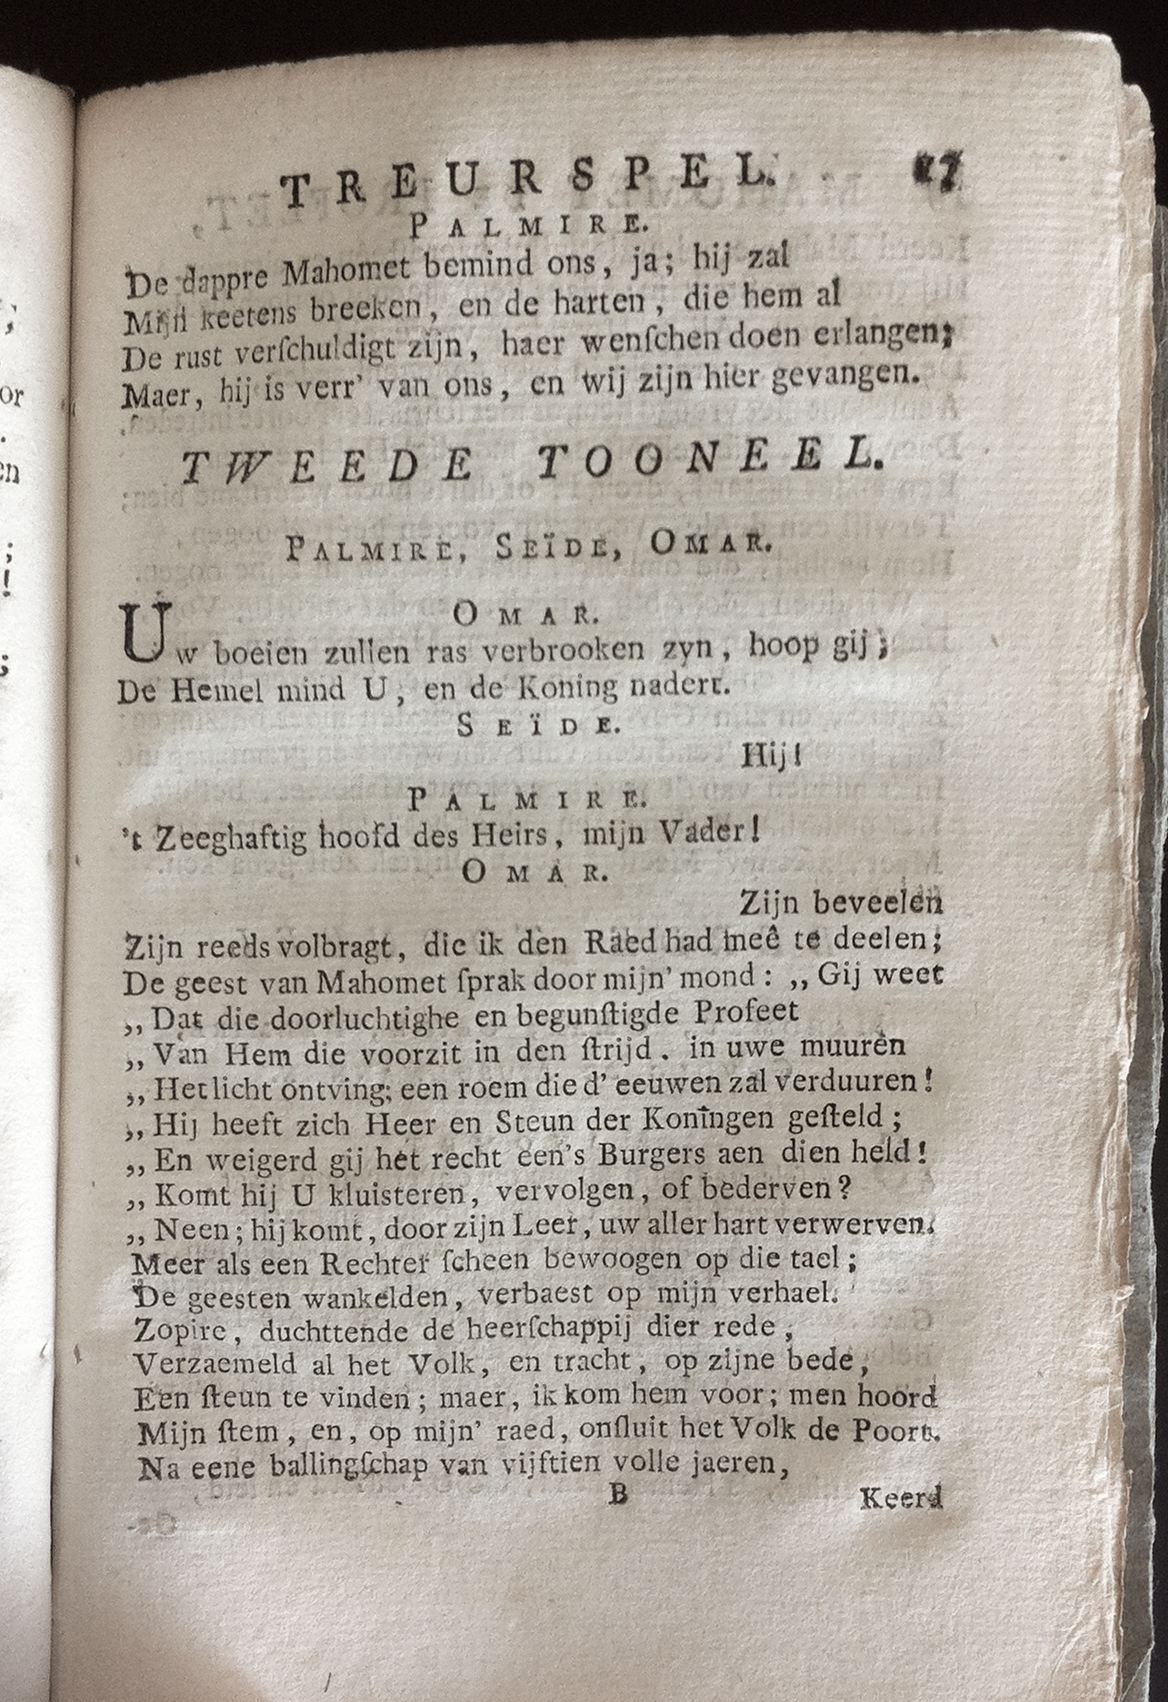 TREURSPEL. 17
PALMIRE.
De dappre Mahomet bemind ons, ja; hij zal
Mijn keetens breeken, en de harten, die hem al
De rust verſchuldigt zijn, haer wenſchen doen erlangen;
Maer, hij is verr' van ons, en wij zijn hier gevangen.
TWEEDE TOONEEL.
PALMIRE, SEÏDE, OMAR.
OMAR.
Uw boeien zullen ras verbrooken zyn, hoop gij;
De Hemel mind U, en de Koning nadert.
SEÏDE.
Hij!
PALMIRE.
't Zeeghaftig hoofd des Heirs, mijn Vader!
OMAR.
Zijn beveelen
Zijn reeds volbragt, die ik den Raed had meê te deelen;
De geest van Mahomet ſprak door mijn' mond: ,, Gij weet
,, Dat die doorluchtighe en begunſtigde Profeet
,, Van Hem die voorzit in den ſtrijd. in uwe muuren
,, Het licht ontving; een roem die d' eeuwen zal verduuren!
,, Hij heeft zich Heer en Steun der Koningen geſteld;
,, En weigerd gij het recht een's Burgers aen dien held!
,, Komt hij U kluisteren, vervolgen, of bederven?
,, Neen; hij komt, door zijn Leer, uw aller hart verwerven.
Meer als een Rechter ſcheen bewoogen op die tael;
De geesten wankelden, verbaest op mijn verhael.
Zopire, duchttende de heerſchappij dier rede,
Verzaemeld al het Volk, en tracht, op zijne bede,
Een ſteun te vinden; maer, ik kom hem voor; men hoord
Mijn ſtem, en, op mijn' raed, onſluit het Volk de Poort.
Na eene ballingſchap van vijftien volle jaeren,
B Keerd